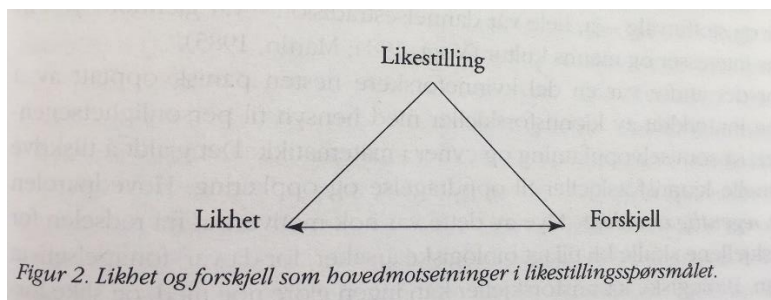 Likestilling
Likhet
Forskjell
Figur 2. Likhet og forskjell som hovedmotsetninger i likestillingsspørsmålet.